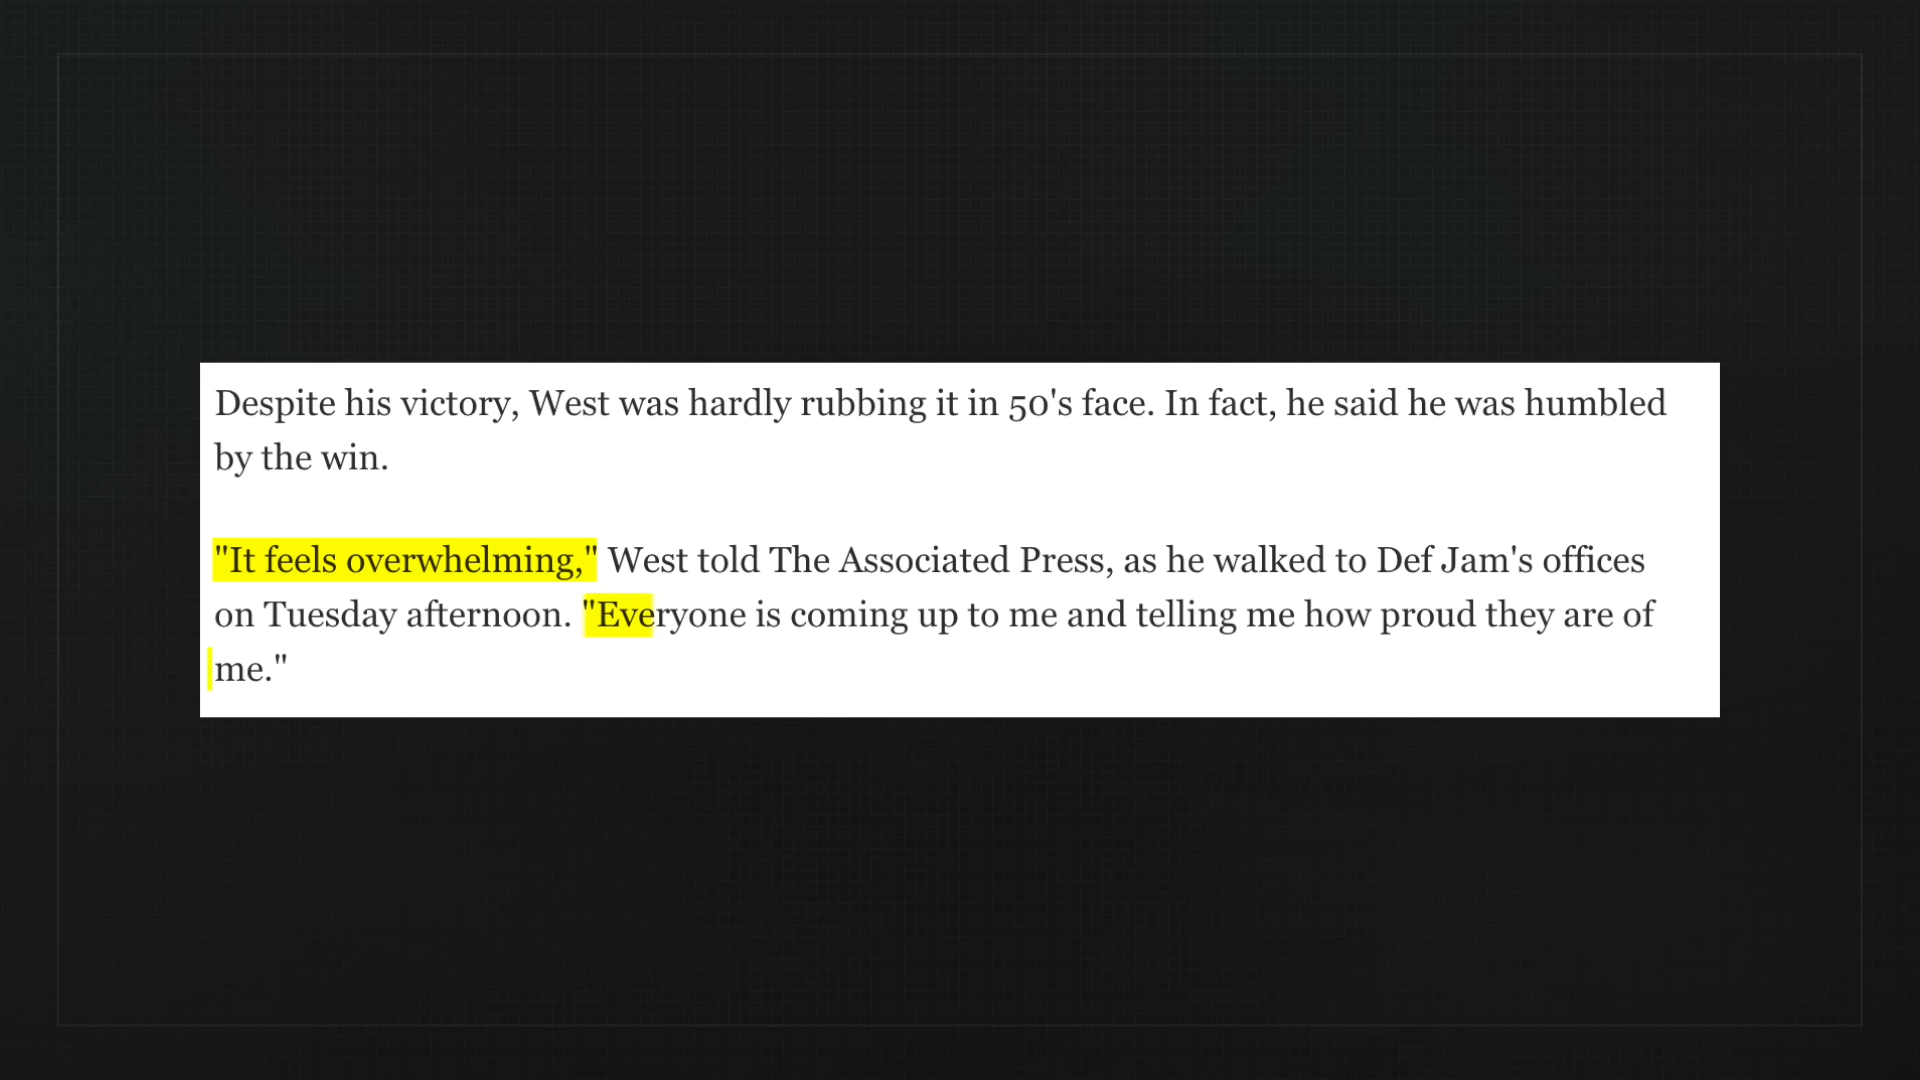 Despite his victory, West was hardly rubbing it in 50's face. In fact, he said he was humbled
by the win.
"It feels overwhelming," West told The Associated Press, as he walked to Def Jam's offices
on Tuesday afternoon. "Everyone is coming up to me and telling me how proud they are of
me."